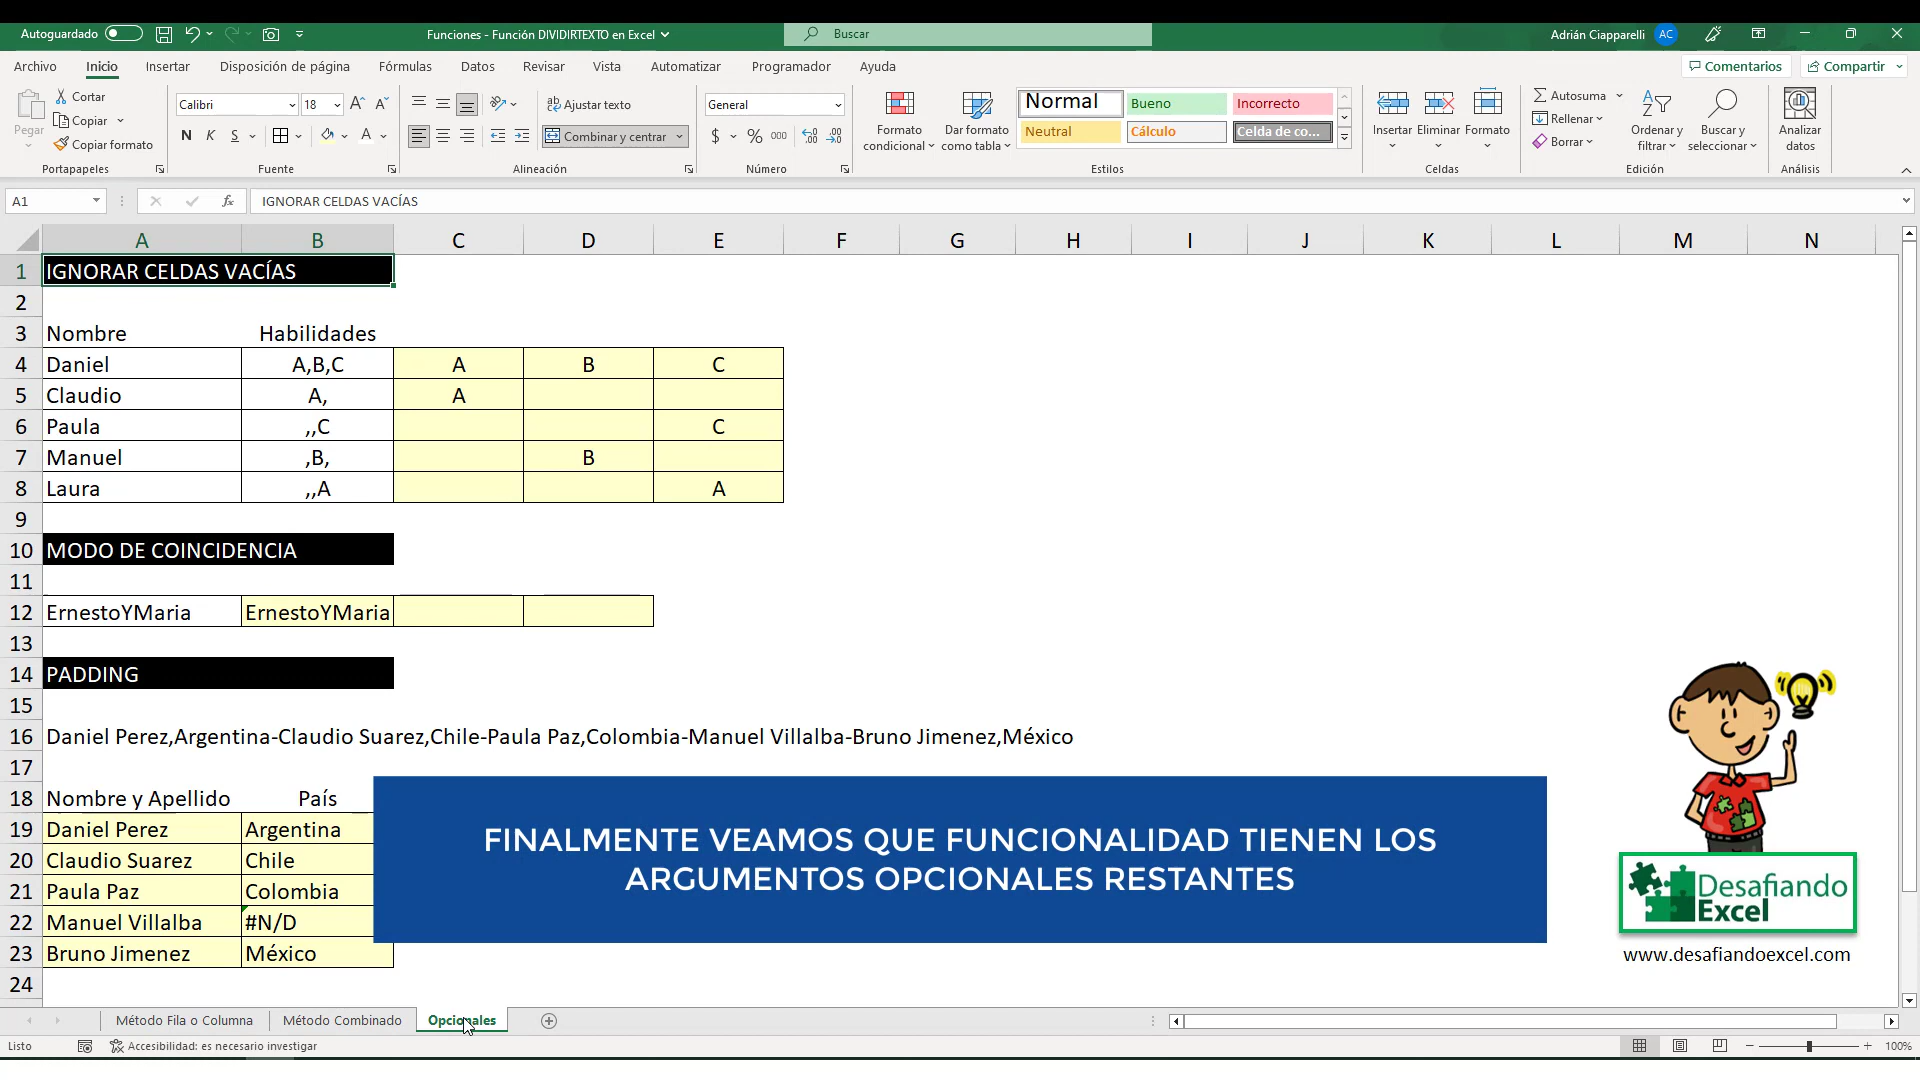 Autoguardado
Funciones - Función DIVIDIRTEXTO en Excel
Buscar
Adrián Ciapparelli AC
Archivo Inicio Insertar Disposición de página Fórmulas Datos Revisar Vista Automatizar Programador Ayuda
Comentarios Compartir
Pegar
Cortar
Copiar
Copiar formato
Portapapeles
Calibri 18
N K S
Fuente
Ajustar texto
Combinar y centrar
Alineación
General
$ % 000
Número
Formato condicional
Dar formato como tabla
Normal Bueno Incorrecto
Neutral Cálculo Celda de co...
Estilos
Insertar Eliminar Formato
Celdas
Autosuma
Rellenar
Borrar
Ordenar y filtrar
Buscar y seleccionar
Edición
Analizar datos
Análisis
A1 fx IGNORAR CELDAS VACÍAS
A B C D E F G H I J K L M N
1 IGNORAR CELDAS VACÍAS
2
3 Nombre Habilidades
4 Daniel A,B,C A B C
5 Claudio A, A
6 Paula ,,C C
7 Manuel ,B, B
8 Laura ,,A A
9
10 MODO DE COINCIDENCIA
11
12 ErnestoYMaria ErnestoYMaria
13
14 PADDING
15
16 Daniel Perez,Argentina-Claudio Suarez,Chile-Paula Paz,Colombia-Manuel Villalba-Bruno Jimenez,México
17
18 Nombre y Apellido País
19 Daniel Perez Argentina
20 Claudio Suarez Chile
21 Paula Paz Colombia
22 Manuel Villalba #N/D
23 Bruno Jimenez México
24
FINALMENTE VEAMOS QUE FUNCIONALIDAD TIENEN LOS
ARGUMENTOS OPCIONALES RESTANTES
Desafiando
Excel
www.desafiandoexcel.com
Método Fila o Columna Método Combinado Opcionales
Listo Accesibilidad: es necesario investigar
100%